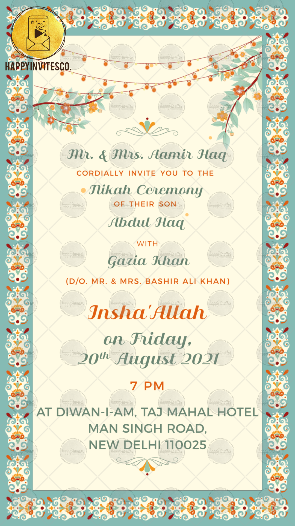 HAPPYINVITESCO.
Mr. & Mrs. Aamir Haq
CORDIALLY INVITE YOU TO THE
Nikah Ceremony
OF THEIR SON
Abdul Haq
WITH
Gazia Khan
(D/O. MR. & MRS. BASHIR ALI KHAN)
Insha'Allah
on Friday,
20th August 2021
7 PM
AT DIWAN-I-AM, TAJ MAHAL HOTEL
MAN SINGH ROAD,
NEW DELHI 110025